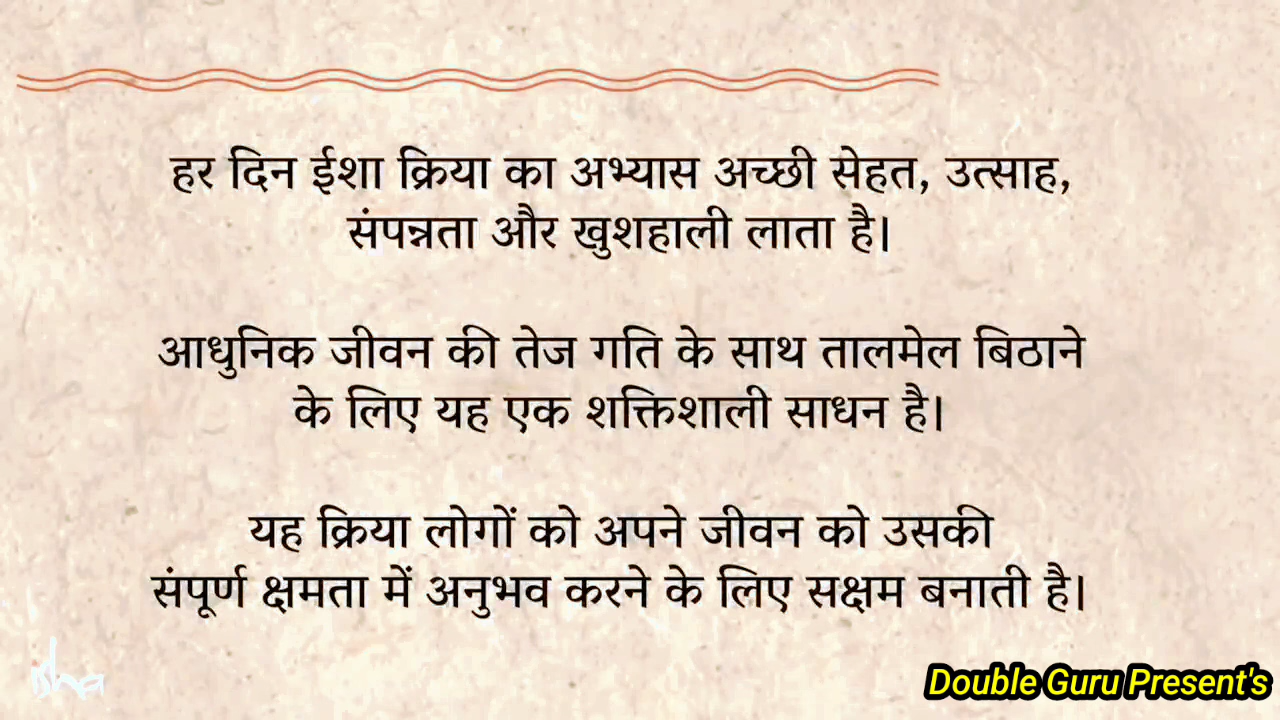 हर दिन ईशा क्रिया का अभ्यास अच्छी सेहत, उत्साह,
संपन्नता और खुशहाली लाता है।
आधुनिक जीवन की तेज गति के साथ तालमेल बिठाने
के लिए यह एक शक्तिशाली साधन है।
यह क्रिया लोगों को अपने जीवन को उसकी
संपूर्ण क्षमता में अनुभव करने के लिए सक्षम बनाती है।
isha
Double Guru Present's